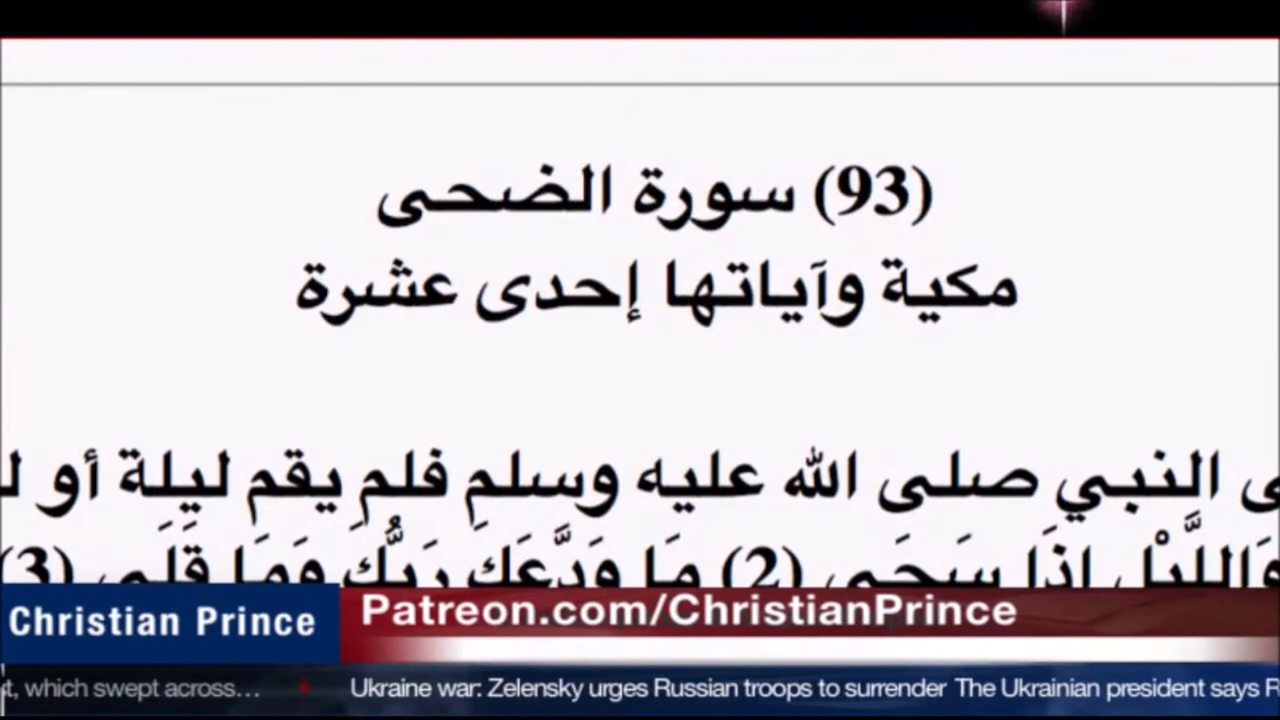 (93) سورة الضحى
مكية وآياتها إحدى عشرة
النبي صلى الله عليه وسلم فلم يقم ليلة أو
وَاللَّيْلِ إِذَا سَجَى (2) مَا وَدَّعَكَ رَبُّكَ وَمَا قَلَى (3)
Christian Prince
Patreon.com/ChristianPrince
t, which swept across... Ukraine war: Zelensky urges Russian troops to surrender The Ukrainian president says R